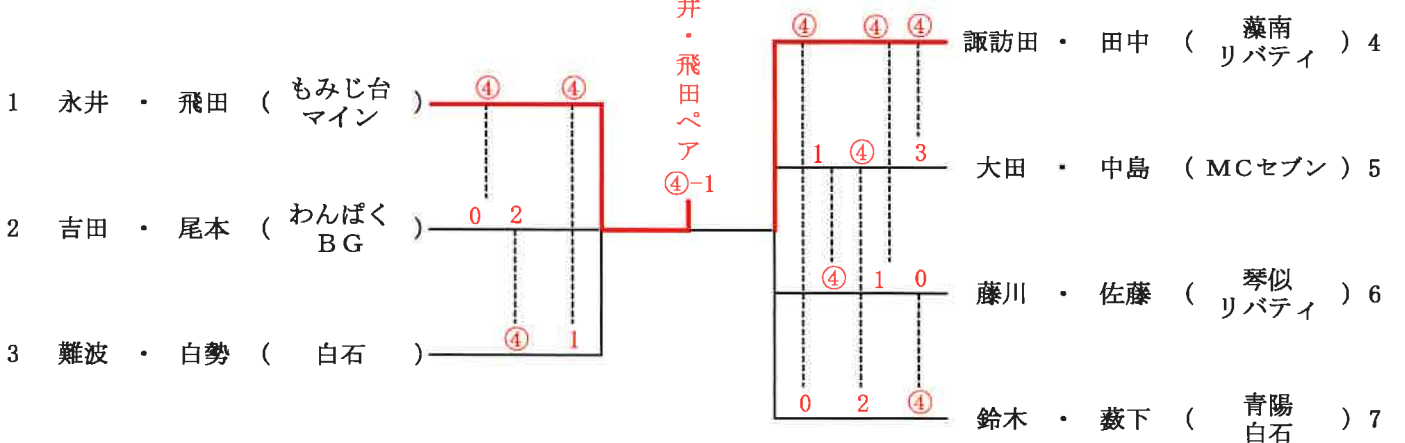 井・飛田ペア
④-1
1 永井 ・ 飛田 ( もみじ台 マイン )
④ ④
0 2
2 吉田 ・ 尾本 ( わんぱく BG )
④ 1
3 難波 ・ 白勢 ( 白石 )
④ ④ ④
諏訪田 ・ 田中 ( 藻南 リバティ ) 4
1 ④ 3
大田 ・ 中島 ( MCセブン ) 5
④ 1 0
藤川 ・ 佐藤 ( 琴似 リバティ ) 6
0 2 ④
鈴木 ・ 薮下 ( 青陽 白石 ) 7